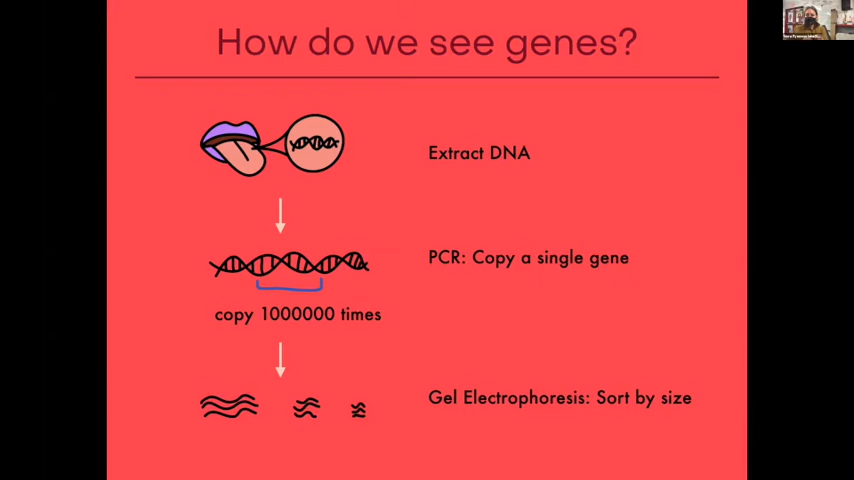 How do we see genes?
Extract DNA
PCR: Copy a single gene
copy 1000000 times
Gel Electrophoresis: Sort by size